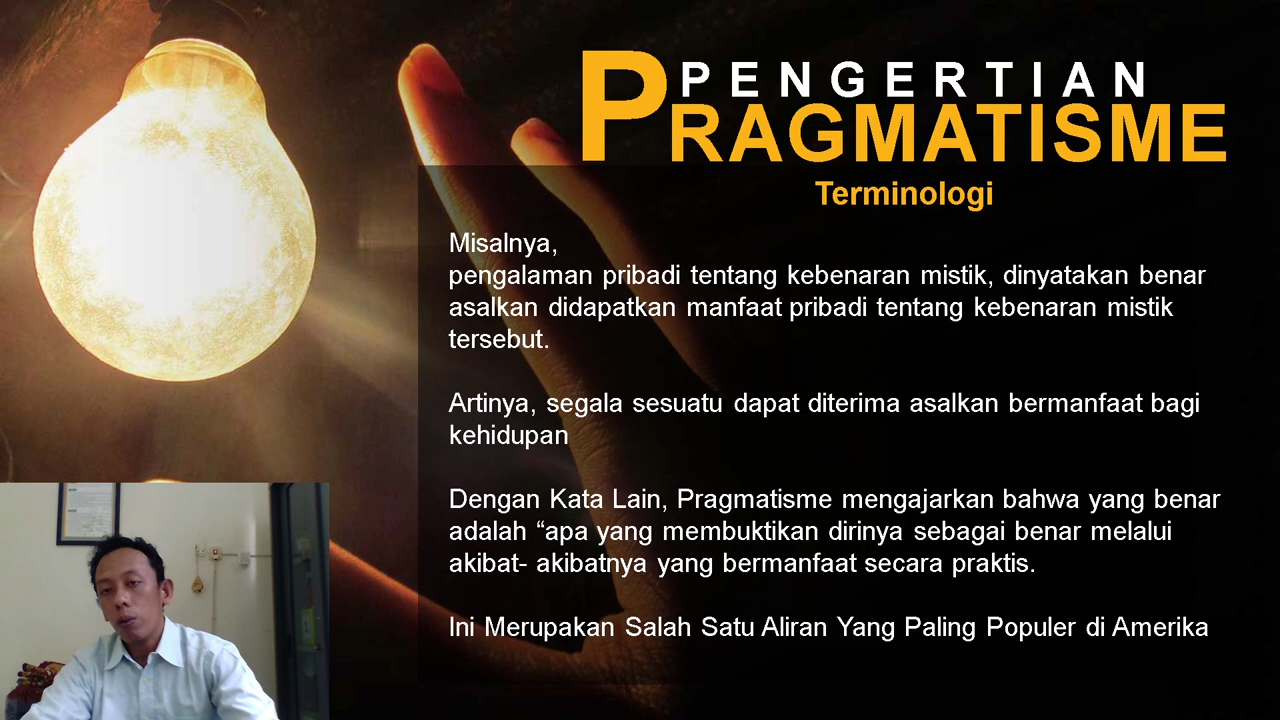 PENGERTIAN
PRAGMATISME
Terminologi
Misalnya,
pengalaman pribadi tentang kebenaran mistik, dinyatakan benar
asalkan didapatkan manfaat pribadi tentang kebenaran mistik
tersebut.
Artinya, segala sesuatu dapat diterima asalkan bermanfaat bagi
kehidupan
Dengan Kata Lain, Pragmatisme mengajarkan bahwa yang benar
adalah “apa yang membuktikan dirinya sebagai benar melalui
akibat- akibatnya yang bermanfaat secara praktis.
Ini Merupakan Salah Satu Aliran Yang Paling Populer di Amerika